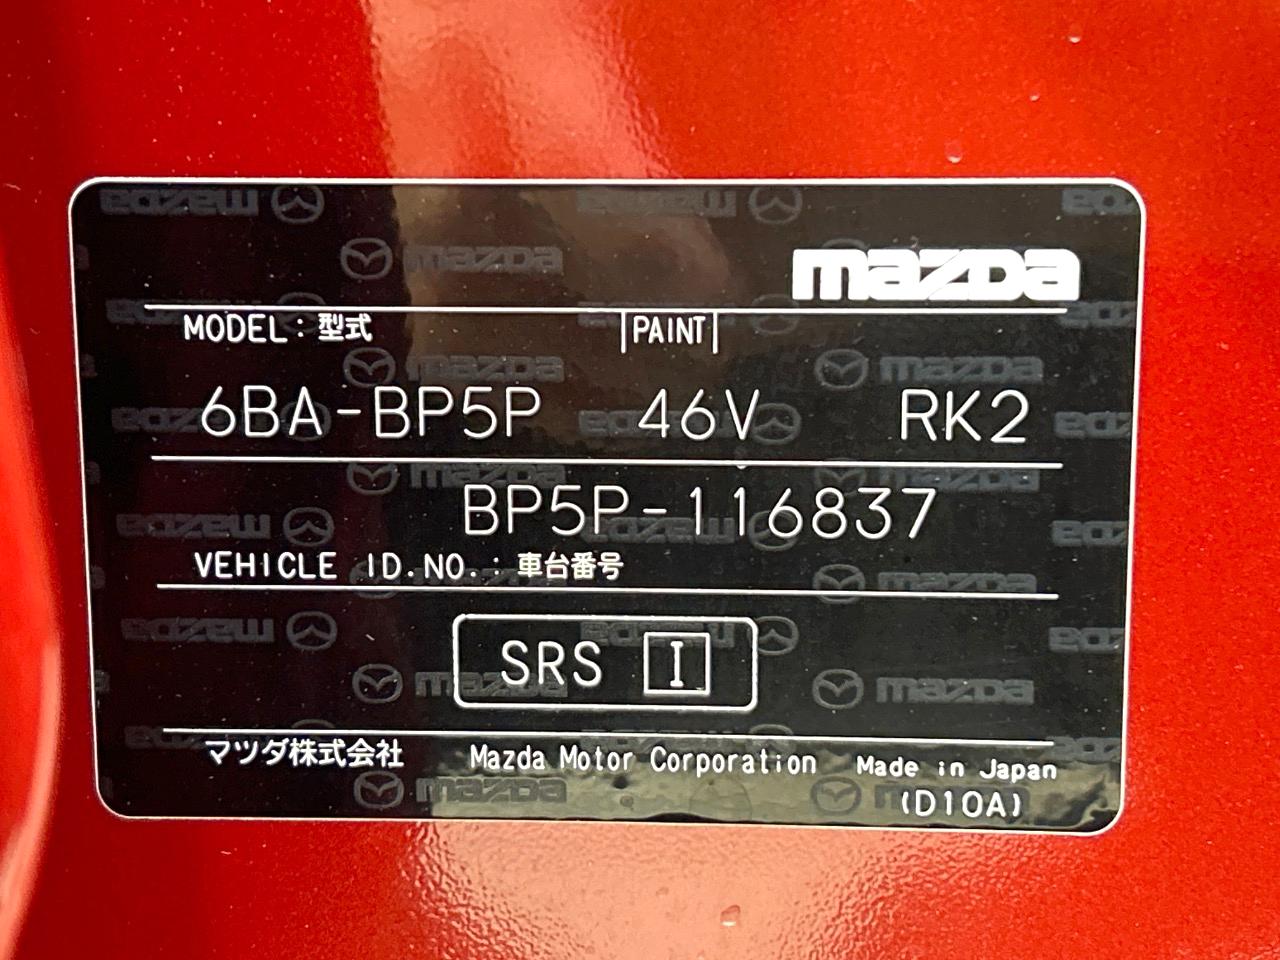 mazda
MODEL : 型式 |PAINT|
6BA-BP5P 46V RK2
BP5P-116837
VEHICLE ID.NO.: 車台番号
SRS I
マツダ株式会社 Mazda Motor Corporation Made in Japan
(D10A)